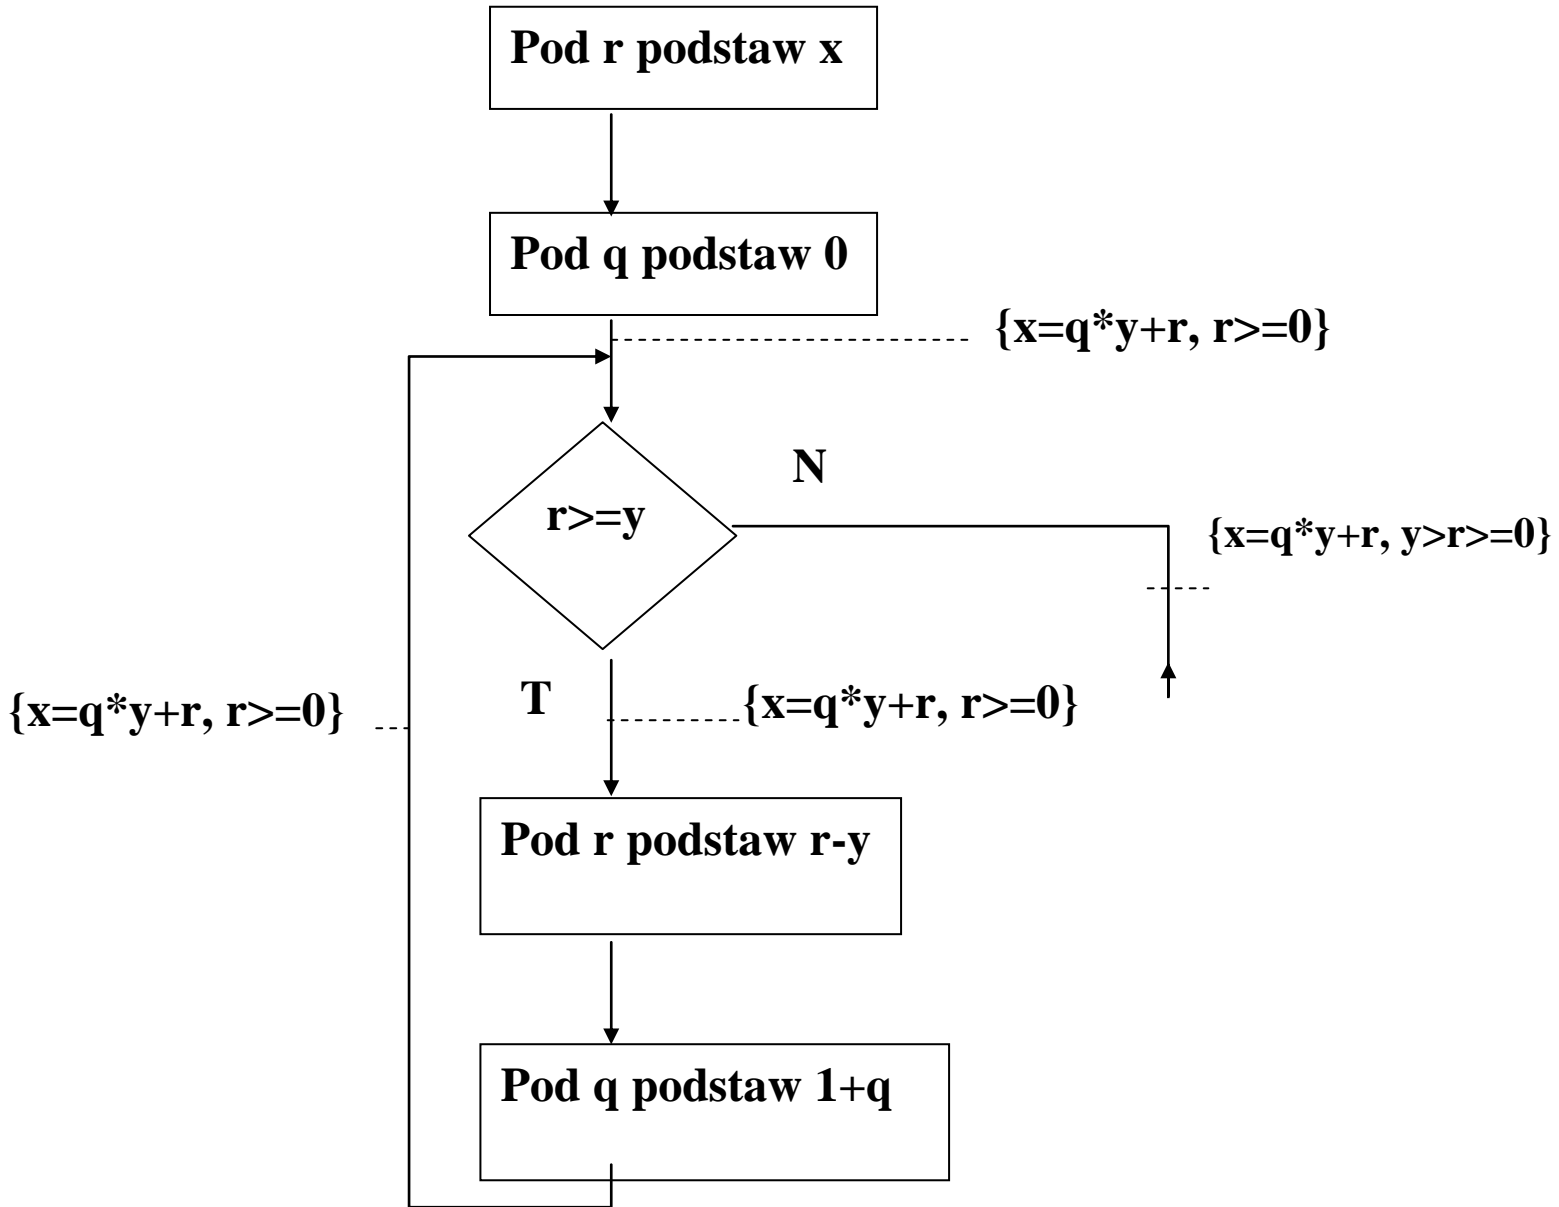 Pod r podstaw x
Pod q podstaw 0
{x=q*y+r, r>=0}
N
r>=y
{x=q*y+r, y>r>=0}
{x=q*y+r, r>=0}
T
{x=q*y+r, r>=0}
Pod r podstaw r-y
Pod q podstaw 1+q